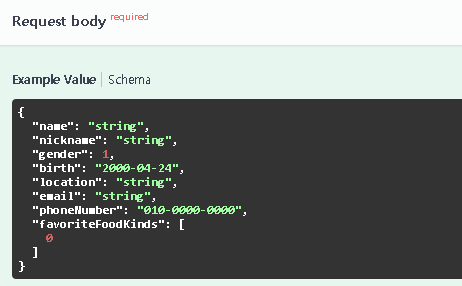 Request body required
Example Value | Schema
{
  "name": "string",
  "nickname": "string",
  "gender": 1,
  "birth": "2000-04-24",
  "location": "string",
  "email": "string",
  "phoneNumber": "010-0000-0000",
  "favoriteFoodKinds": [
    0
  ]
}